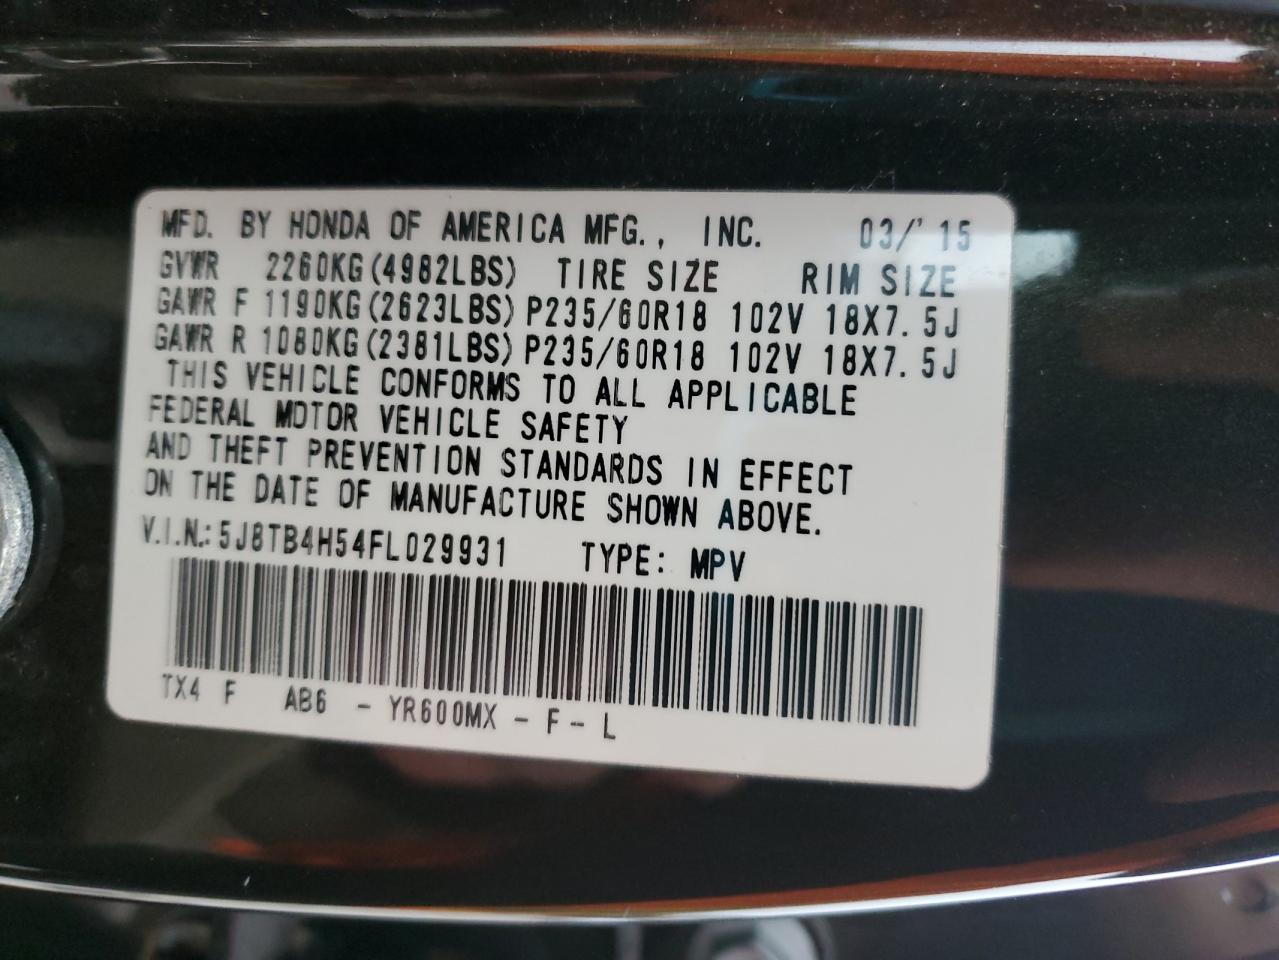 MFD. BY HONDA OF AMERICA MFG., INC. 03/'15
GVWR 2260KG(4982LBS) TIRE SIZE RIM SIZE
GAWR F 1190KG(2623LBS) P235/60R18 102V 18X7.5J
GAWR R 1080KG(2381LBS) P235/60R18 102V 18X7.5J
THIS VEHICLE CONFORMS TO ALL APPLICABLE
FEDERAL MOTOR VEHICLE SAFETY
AND THEFT PREVENTION STANDARDS IN EFFECT
ON THE DATE OF MANUFACTURE SHOWN ABOVE.
V.I.N.: 5J8TB4H54FL029931 TYPE: MPV
TX4 F AB6 - YR600MX - F - L